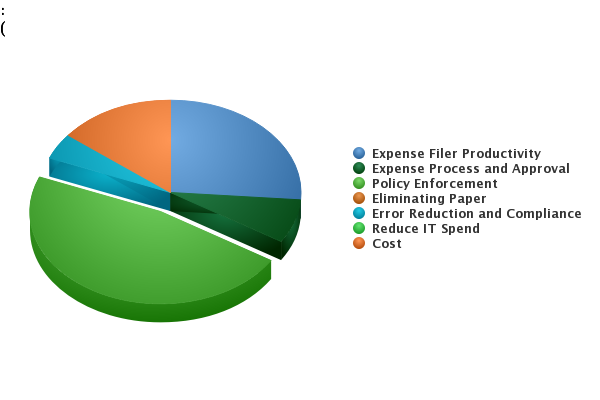 :
(
Expense Filer Productivity
Expense Process and Approval
Policy Enforcement
Eliminating Paper
Error Reduction and Compliance
Reduce IT Spend
Cost